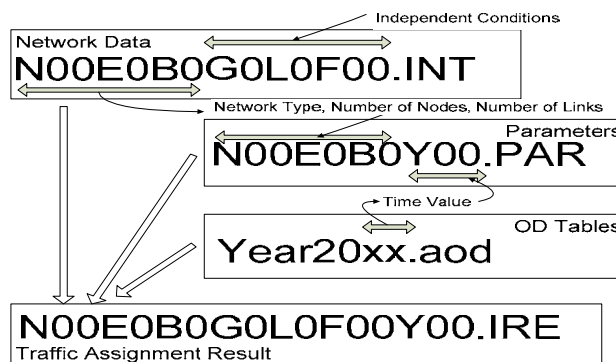 Independent Conditions
Network Data
N00E0B0G0L0F00.INT
Network Type, Number of Nodes, Number of Links
Parameters
N00E0B0Y00.PAR
Time Value
OD Tables
Year20xx.aod
N00E0B0G0L0F00Y00.IRE
Traffic Assignment Result